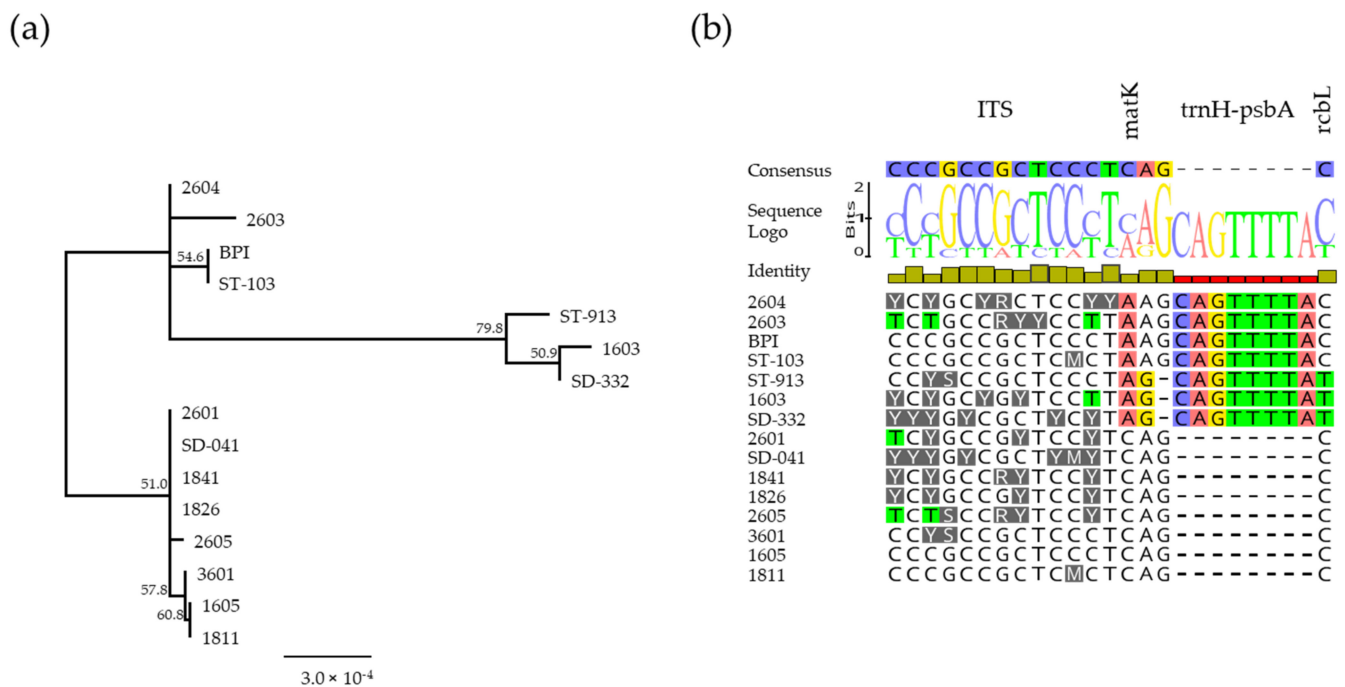 (a)
2604
2603
54.6
BPI
ST-103
79.8
ST-913
50.9
1603
SD-332
2601
SD-041
51.0
1841
1826
2605
57.8
3601
60.8
1605
1811
3.0 × 10⁻⁴
(b)
ITS matK trnH-psbA rcbL
Consensus CCCGCCGCTCCCTCAG--------C
Sequence
Logo
Bits
2
1
0
CCCGCCGCTCCCTCAGCAGTTTTAC
TTTCTTATCTATCAGT
Identity
2604 YCYGCYRCTCCYYAAGCAGTTTTAC
2603 TCTGCCRYYCCTTAAGCAGTTTTAC
BPI CCCGCCGCTCCCTAAGCAGTTTTAC
ST-103 CCCGCCGCTCMCTAAGCAGTTTTAC
ST-913 CCYSCCGCTCCCTAG-CAGTTTTAT
1603 YCYGCYGYTCCTTAG-CAGTTTTAT
SD-332 YYYGYCGCTYCYTAG-CAGTTTTAT
2601 TCYGCCGYTCCYTCAG--------C
SD-041 YYYGYCGCTYMYTCAG--------C
1841 YCYGCCRYTCCYTCAG--------C
1826 YCYGCCGYTCCYTCAG--------C
2605 TCTSCCRYTCCYTCAG--------C
3601 CCYSCCGCTCCCTCAG--------C
1605 CCCGCCGCTCCCTCAG--------C
1811 CCCGCCGCTCMCTCAG--------C